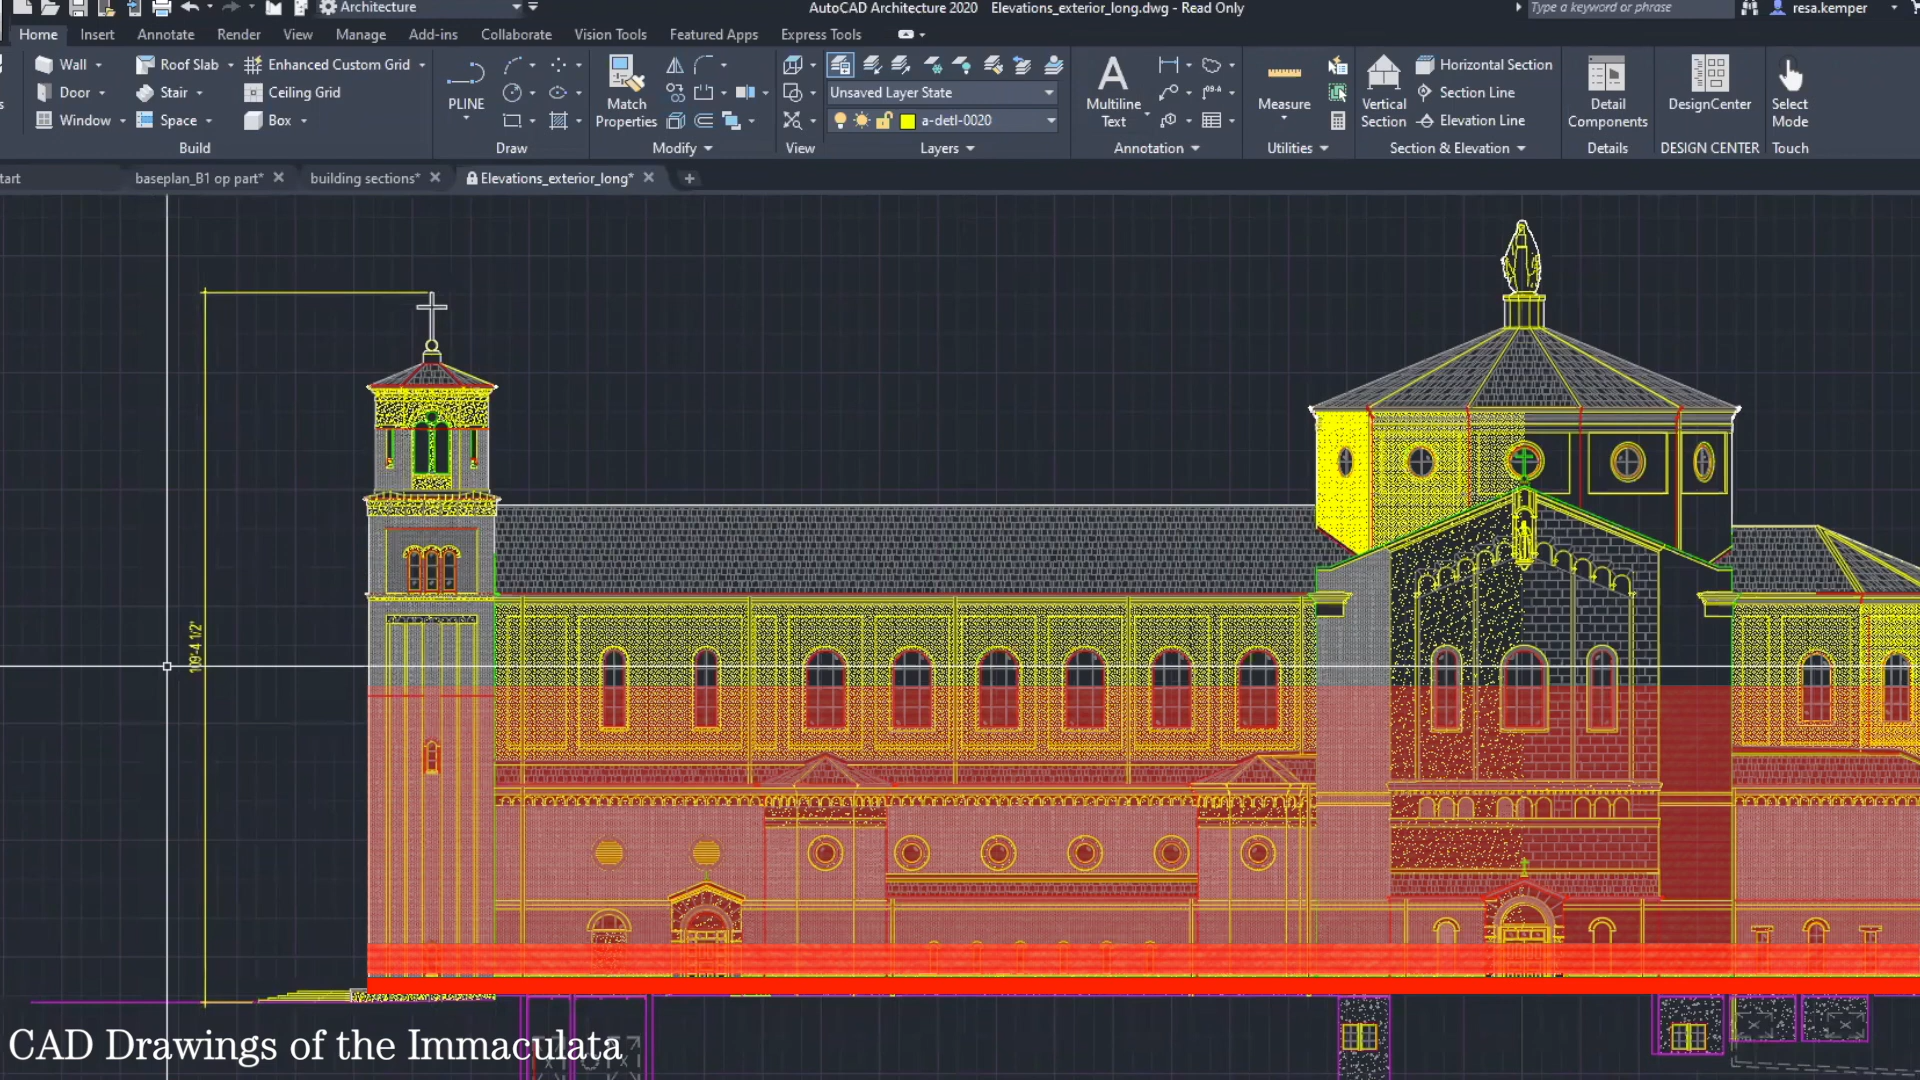 Architecture
AutoCAD Architecture 2020 Elevations_exterior_long.dwg - Read Only
Type a keyword or phrase
resa.kemper
Home Insert Annotate Render View Manage Add-ins Collaborate Vision Tools Featured Apps Express Tools
Wall Roof Slab Enhanced Custom Grid
Door Stair Ceiling Grid
Window Space Box
Build
PLINE
Draw
Match
Properties
Modify
View
Unsaved Layer State
a-detl-0020
Layers
A
Multiline
Text
Annotation
Measure
Utilities
Vertical
Section
Horizontal Section
Section Line
Elevation Line
Section & Elevation
Detail
Components
Details
DesignCenter
DESIGN CENTER
Select
Mode
Touch
tart
baseplan_B1 op part*
building sections*
Elevations_exterior_long*
109'-4 1/2"
CAD Drawings of the Immaculata